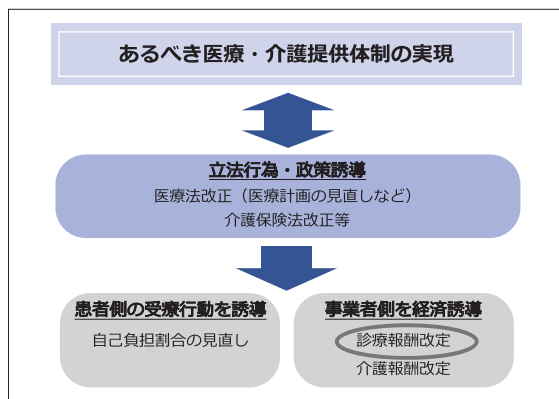 あるべき医療・介護提供体制の実現
立法行為・政策誘導
医療法改正（医療計画の見直しなど）
介護保険法改正等
患者側の受療行動を誘導
自己負担割合の見直し
事業者側を経済誘導
診療報酬改定
介護報酬改定